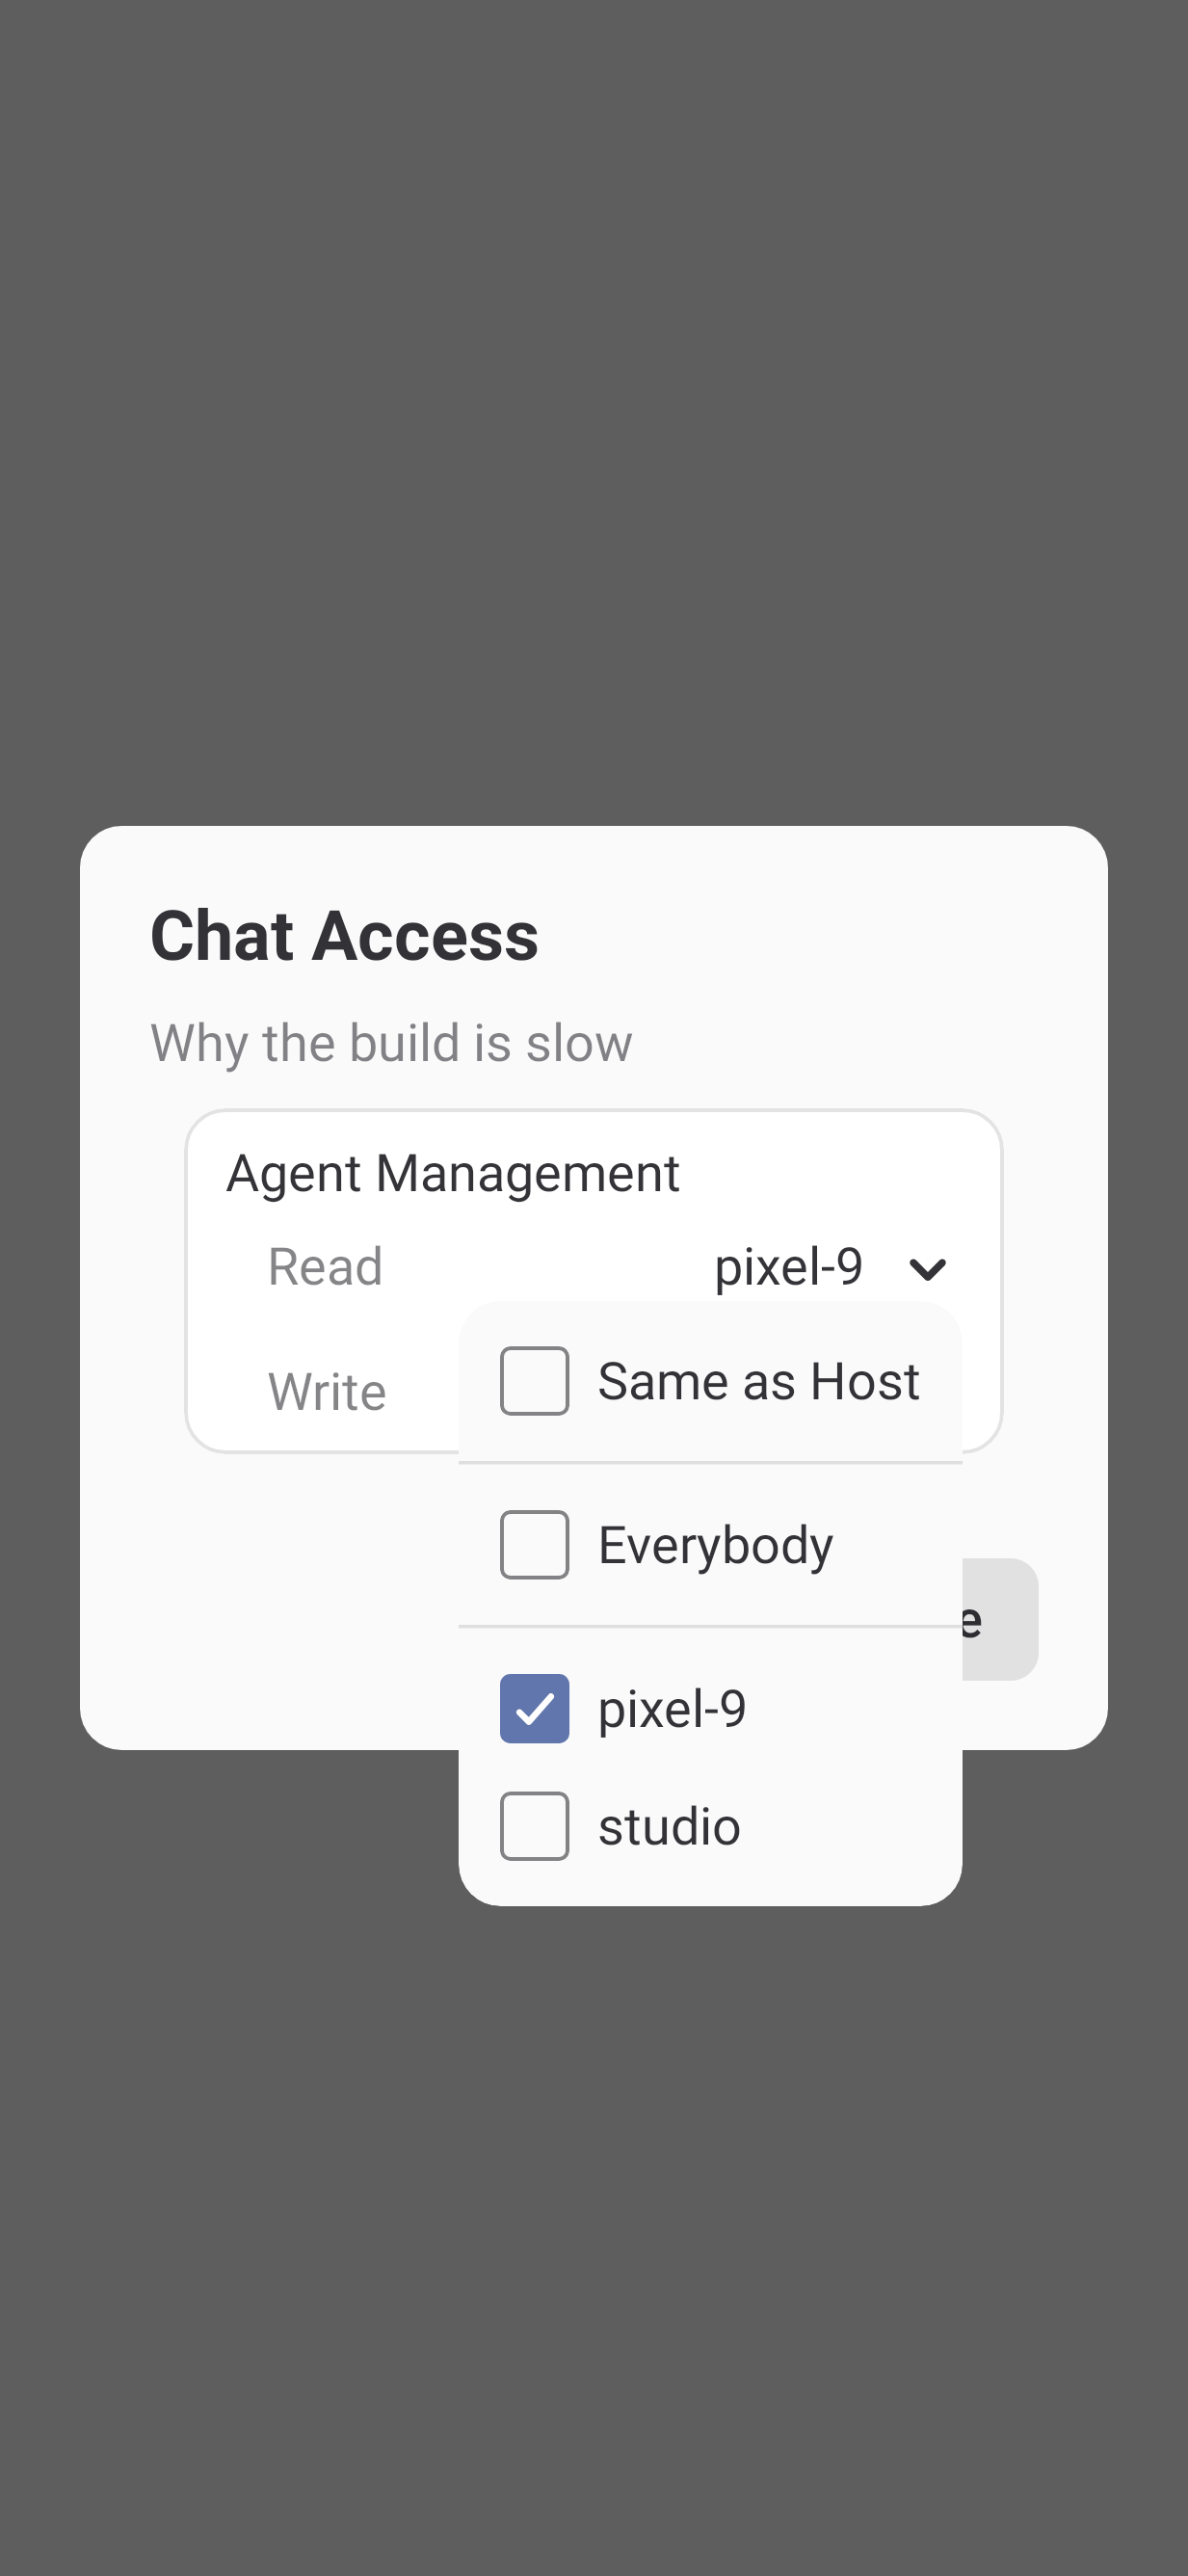 Chat Access
Why the build is slow
Agent Management
Read pixel-9
Write
Same as Host
Everybody
pixel-9
studio